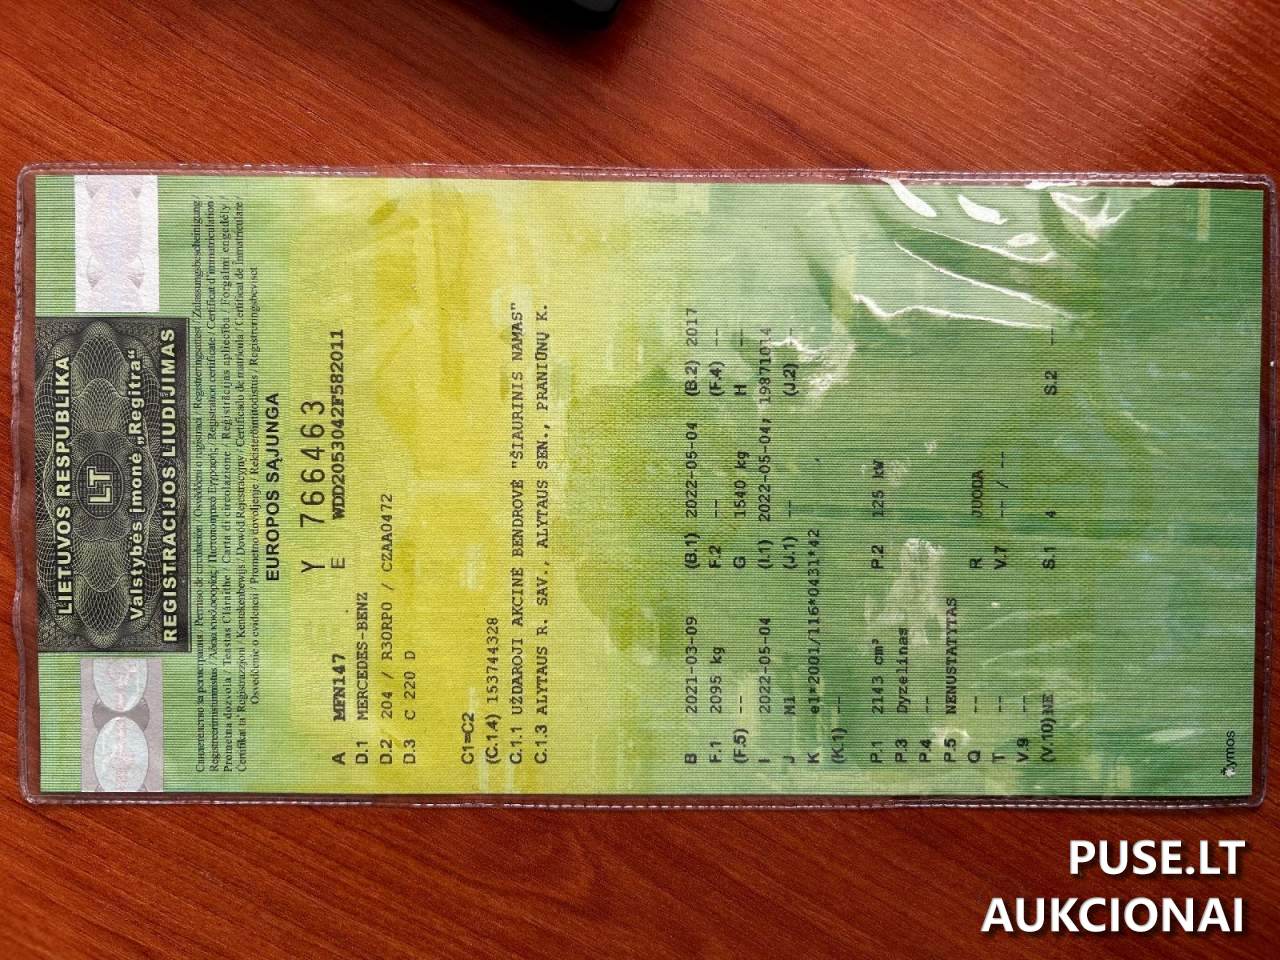 LIETUVOS RESPUBLIKA
LT
Valstybės įmonė „Regitra“
REGISTRACIJOS LIUDIJIMAS
EUROPOS SĄJUNGA
Y 766463
A MFN147 E WDD2053042F582011
D.1 MERCEDES-BENZ
D.2 204 / R30RP0 / CZAA0472
D.3 C 220 D
C1=C2
(C.1.4) 153744328
C.1.1 UŽDAROJI AKCINĖ BENDROVĖ "ŠIAURINIS NAMAS"
C.1.3 ALYTAUS R. SAV., ALYTAUS SEN., PRANIŪNŲ K.
B 2021-03-09 (B.1) 2022-05-04 (B.2) 2017
F.1 2095 kg F.2 -- (F.4) --
(F.5) -- G 1540 kg H --
I 2022-05-04 (I.1) 2022-05-04, 19871014
J M1 (J.1) -- (J.2) --
K e1*2001/116*0431*42
(K.1) --
P.1 2143 cm³ P.2 125 kW
P.3 Dyzelinas
P.4 --
P.5 NENUSTATYTAS
Q -- R JUODA
T -- V.7 -- / --
V.9 --
(V.10) NE S.1 4 S.2 --
PUSE.LT
AUKCIONAI